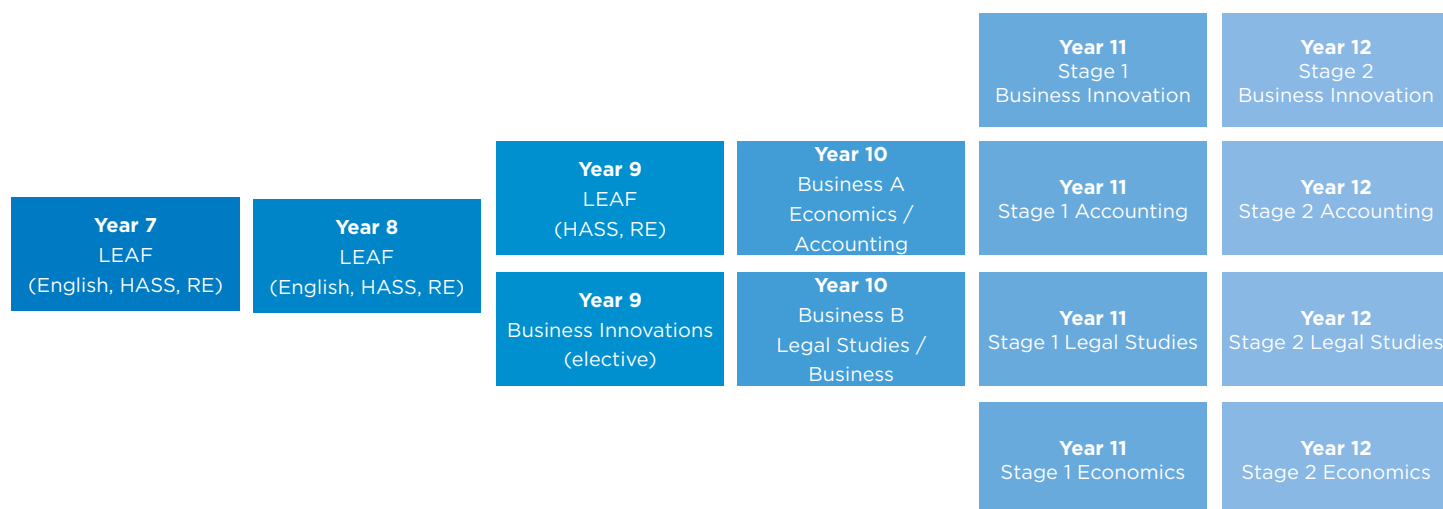 Year 7
LEAF
(English, HASS, RE)
Year 8
LEAF
(English, HASS, RE)
Year 9
LEAF
(HASS, RE)
Year 9
Business Innovations
(elective)
Year 10
Business A
Economics /
Accounting
Year 10
Business B
Legal Studies /
Business
Year 11
Stage 1
Business Innovation
Year 11
Stage 1 Accounting
Year 11
Stage 1 Legal Studies
Year 11
Stage 1 Economics
Year 12
Stage 2
Business Innovation
Year 12
Stage 2 Accounting
Year 12
Stage 2 Legal Studies
Year 12
Stage 2 Economics